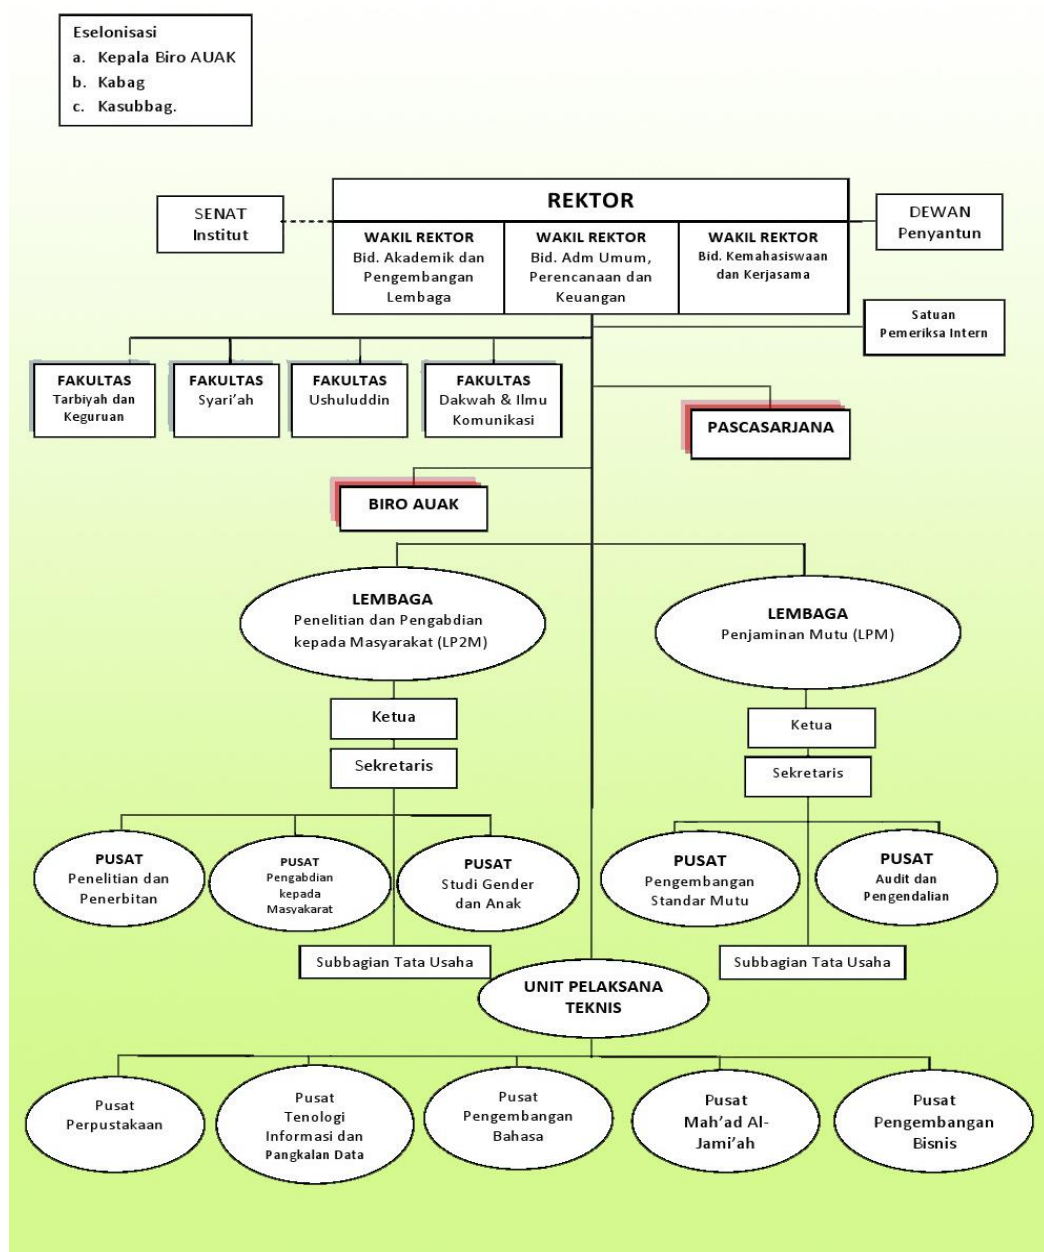 Eselonisasi
a. Kepala Biro AUAK
b. Kabag
c. Kasubbag.
REKTOR
SENAT
Institut
DEWAN
Penyantun
WAKIL REKTOR
Bid. Akademik dan
Pengembangan
Lembaga
WAKIL REKTOR
Bid. Adm Umum,
Perencanaan dan
Keuangan
WAKIL REKTOR
Bid. Kemahasiswaan
dan Kerjasama
Satuan
Pemeriksa Intern
FAKULTAS
Tarbiyah dan
Keguruan
FAKULTAS
Syari'ah
FAKULTAS
Ushuluddin
FAKULTAS
Dakwah & Ilmu
Komunikasi
PASCASARJANA
BIRO AUAK
LEMBAGA
Penelitian dan Pengabdian
kepada Masyarakat (LP2M)
LEMBAGA
Penjaminan Mutu (LPM)
Ketua
Sekretaris
Ketua
Sekretaris
PUSAT
Penelitian dan
Penerbitan
PUSAT
Pengabdian
kepada
Masyakarat
PUSAT
Studi Gender
dan Anak
PUSAT
Pengembangan
Standar Mutu
PUSAT
Audit dan
Pengendalian
Subbagian Tata Usaha
Subbagian Tata Usaha
UNIT PELAKSANA
TEKNIS
Pusat
Perpustakaan
Pusat
Tenologi
Informasi dan
Pangkalan Data
Pusat
Pengembangan
Bahasa
Pusat
Mah'ad Al-
Jami'ah
Pusat
Pengembangan
Bisnis